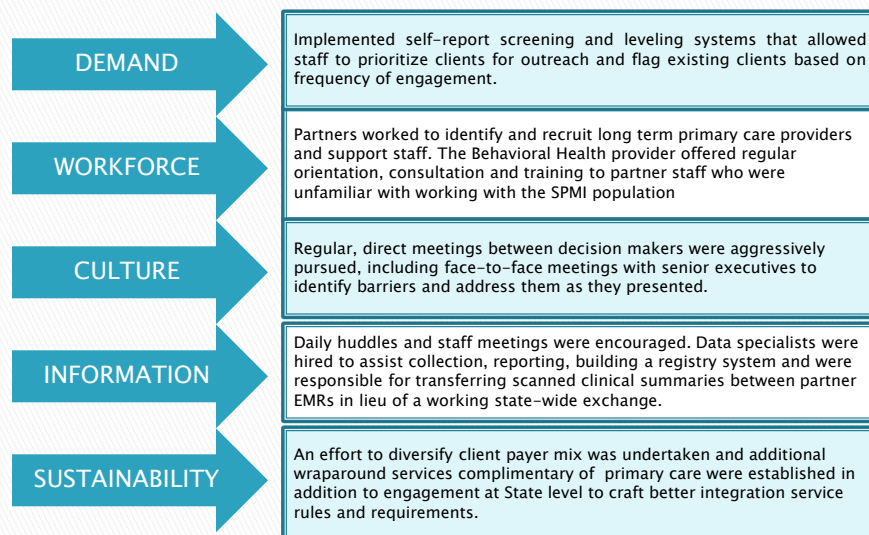 DEMAND
Implemented self-report screening and leveling systems that allowed
staff to prioritize clients for outreach and flag existing clients based on
frequency of engagement.
WORKFORCE
Partners worked to identify and recruit long term primary care providers
and support staff. The Behavioral Health provider offered regular
orientation, consultation and training to partner staff who were
unfamiliar with working with the SPMI population
CULTURE
Regular, direct meetings between decision makers were aggressively
pursued, including face-to-face meetings with senior executives to
identify barriers and address them as they presented.
INFORMATION
Daily huddles and staff meetings were encouraged. Data specialists were
hired to assist collection, reporting, building a registry system and were
responsible for transferring scanned clinical summaries between partner
EMRs in lieu of a working state-wide exchange.
SUSTAINABILITY
An effort to diversify client payer mix was undertaken and additional
wraparound services complimentary of primary care were established in
addition to engagement at State level to craft better integration service
rules and requirements.